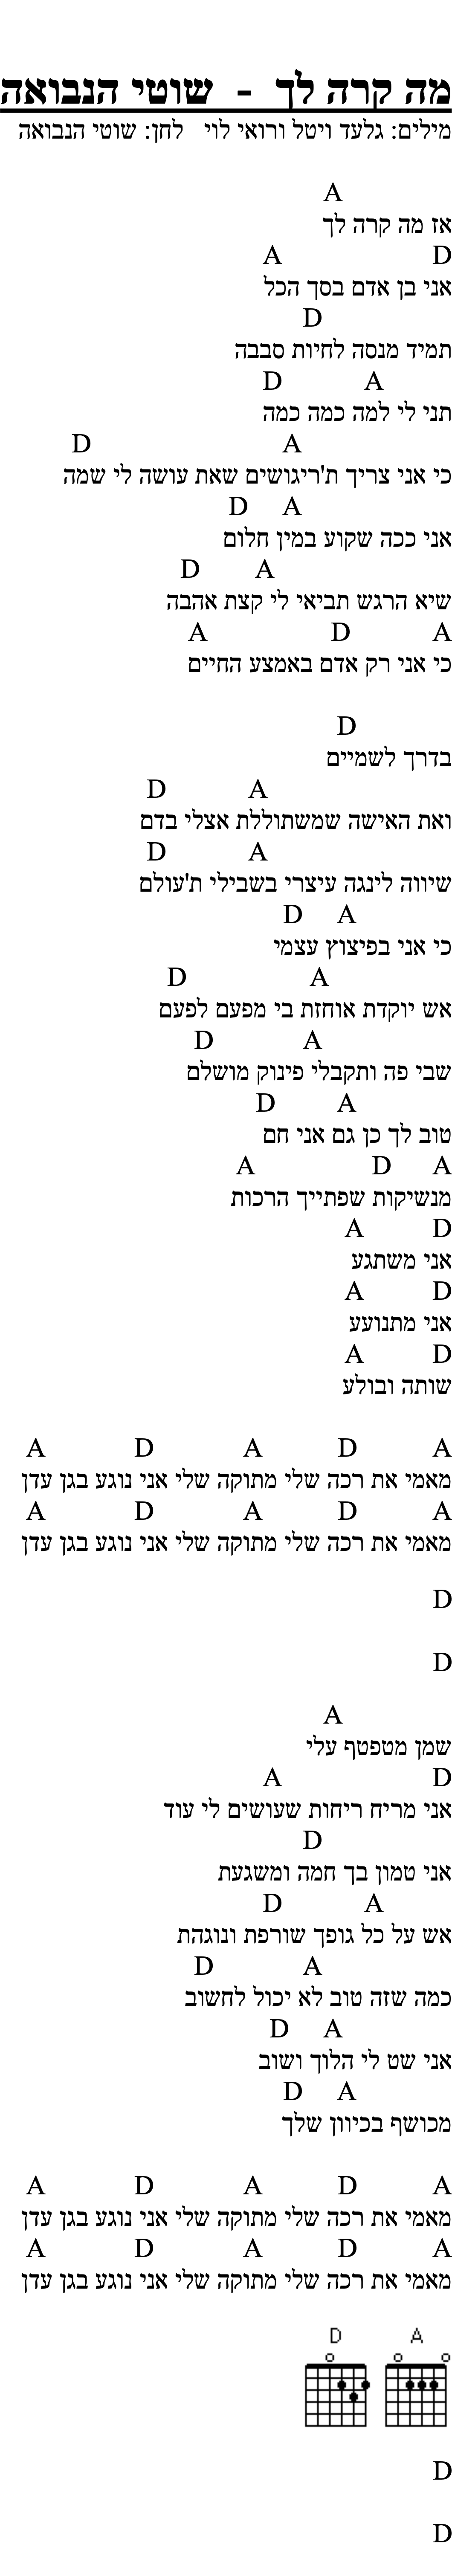 מה קרה לך - שוטי הנבואה
מילים: גלעד ויטל ורואי לוי לחן: שוטי הנבואה
A
אז מה קרה לך
D A
אני בן אדם בסך הכל
D
תמיד מנסה לחיות סבבה
A D
תני לי למה כמה כמה
A D
כי אני צריך ת'ריגושים שאת עושה לי שמה
A D
אני ככה שקוע במין חלום
A D
שיא הרגש תביאי לי קצת אהבה
A D A
כי אני רק אדם באמצע החיים
D
בדרך לשמיים
A D
ואת האישה שמשתוללת אצלי בדם
A D
שיווה לינגה עיצרי בשבילי ת'עולם
A D
כי אני בפיצוץ עצמי
A D
אש יוקדת אוחזת בי מפעם לפעם
A D
שבי פה ותקבלי פינוק מושלם
A D
טוב לך כן גם אני חם
A D A
מנשיקות שפתייך הרכות
D A
אני משתגע
D A
אני מתנועע
D A
שותה ובולע
A D A D A
מאמי את רכה שלי מתוקה שלי אני נוגע בגן עדן
A D A D A
מאמי את רכה שלי מתוקה שלי אני נוגע בגן עדן
D
D
A
שמן מטפטף עלי
D A
אני מריח ריחות שעושים לי עוד
D
אני טמון בך חמה ומשגעת
A D
אש על כל גופך שורפת ונוגהת
A D
כמה שזה טוב לא יכול לחשוב
A D
אני שט לי הלוך ושוב
A D
מכושף בכיוון שלך
A D A D A
מאמי את רכה שלי מתוקה שלי אני נוגע בגן עדן
A D A D A
מאמי את רכה שלי מתוקה שלי אני נוגע בגן עדן
A D
D
D